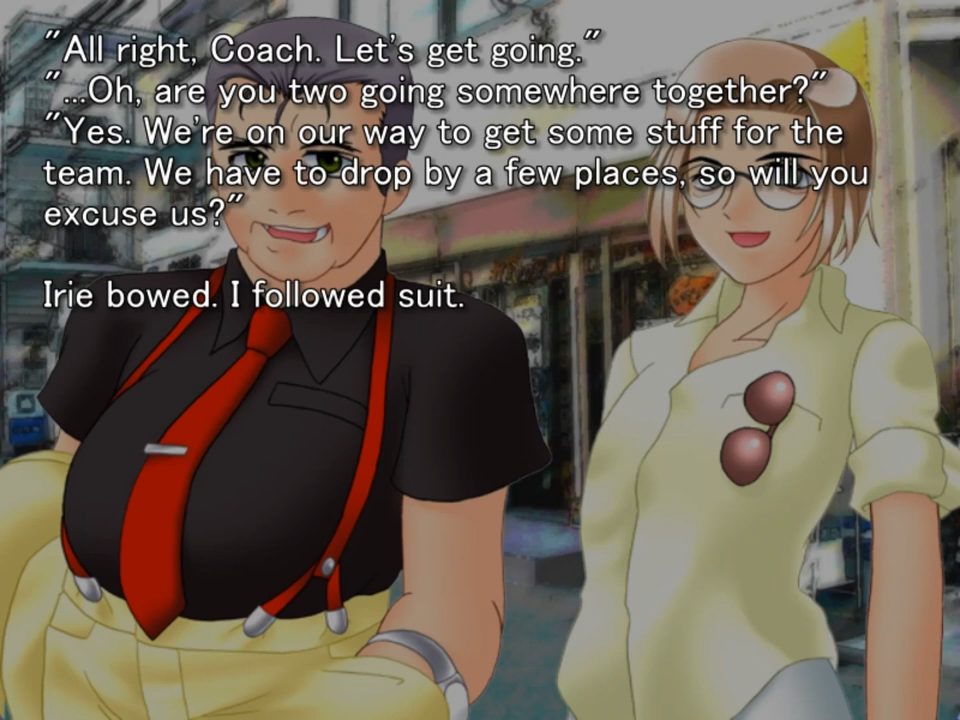 "All right, Coach. Let's get going."
"...Oh, are you two going somewhere together?"
"Yes. We're on our way to get some stuff for the
team. We have to drop by a few places, so will you
excuse us?"
Irie bowed. I followed suit.